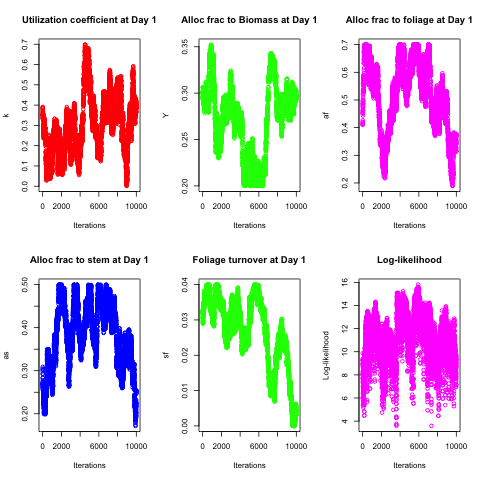 Utilization coefficient at Day 1
Alloc frac to Biomass at Day 1
Alloc frac to foliage at Day 1
k
0.0 0.1 0.2 0.3 0.4 0.5 0.6 0.7
0 2000 6000 10000
Iterations
Y
0.20 0.25 0.30 0.35
0 2000 6000 10000
Iterations
af
0.2 0.3 0.4 0.5 0.6 0.7
0 2000 6000 10000
Iterations
Alloc frac to stem at Day 1
Foliage turnover at Day 1
Log-likelihood
as
0.20 0.30 0.40 0.50
0 2000 6000 10000
Iterations
sf
0.00 0.01 0.02 0.03 0.04
0 2000 6000 10000
Iterations
Log-likelihood
4 6 8 10 12 14 16
0 2000 6000 10000
Iterations